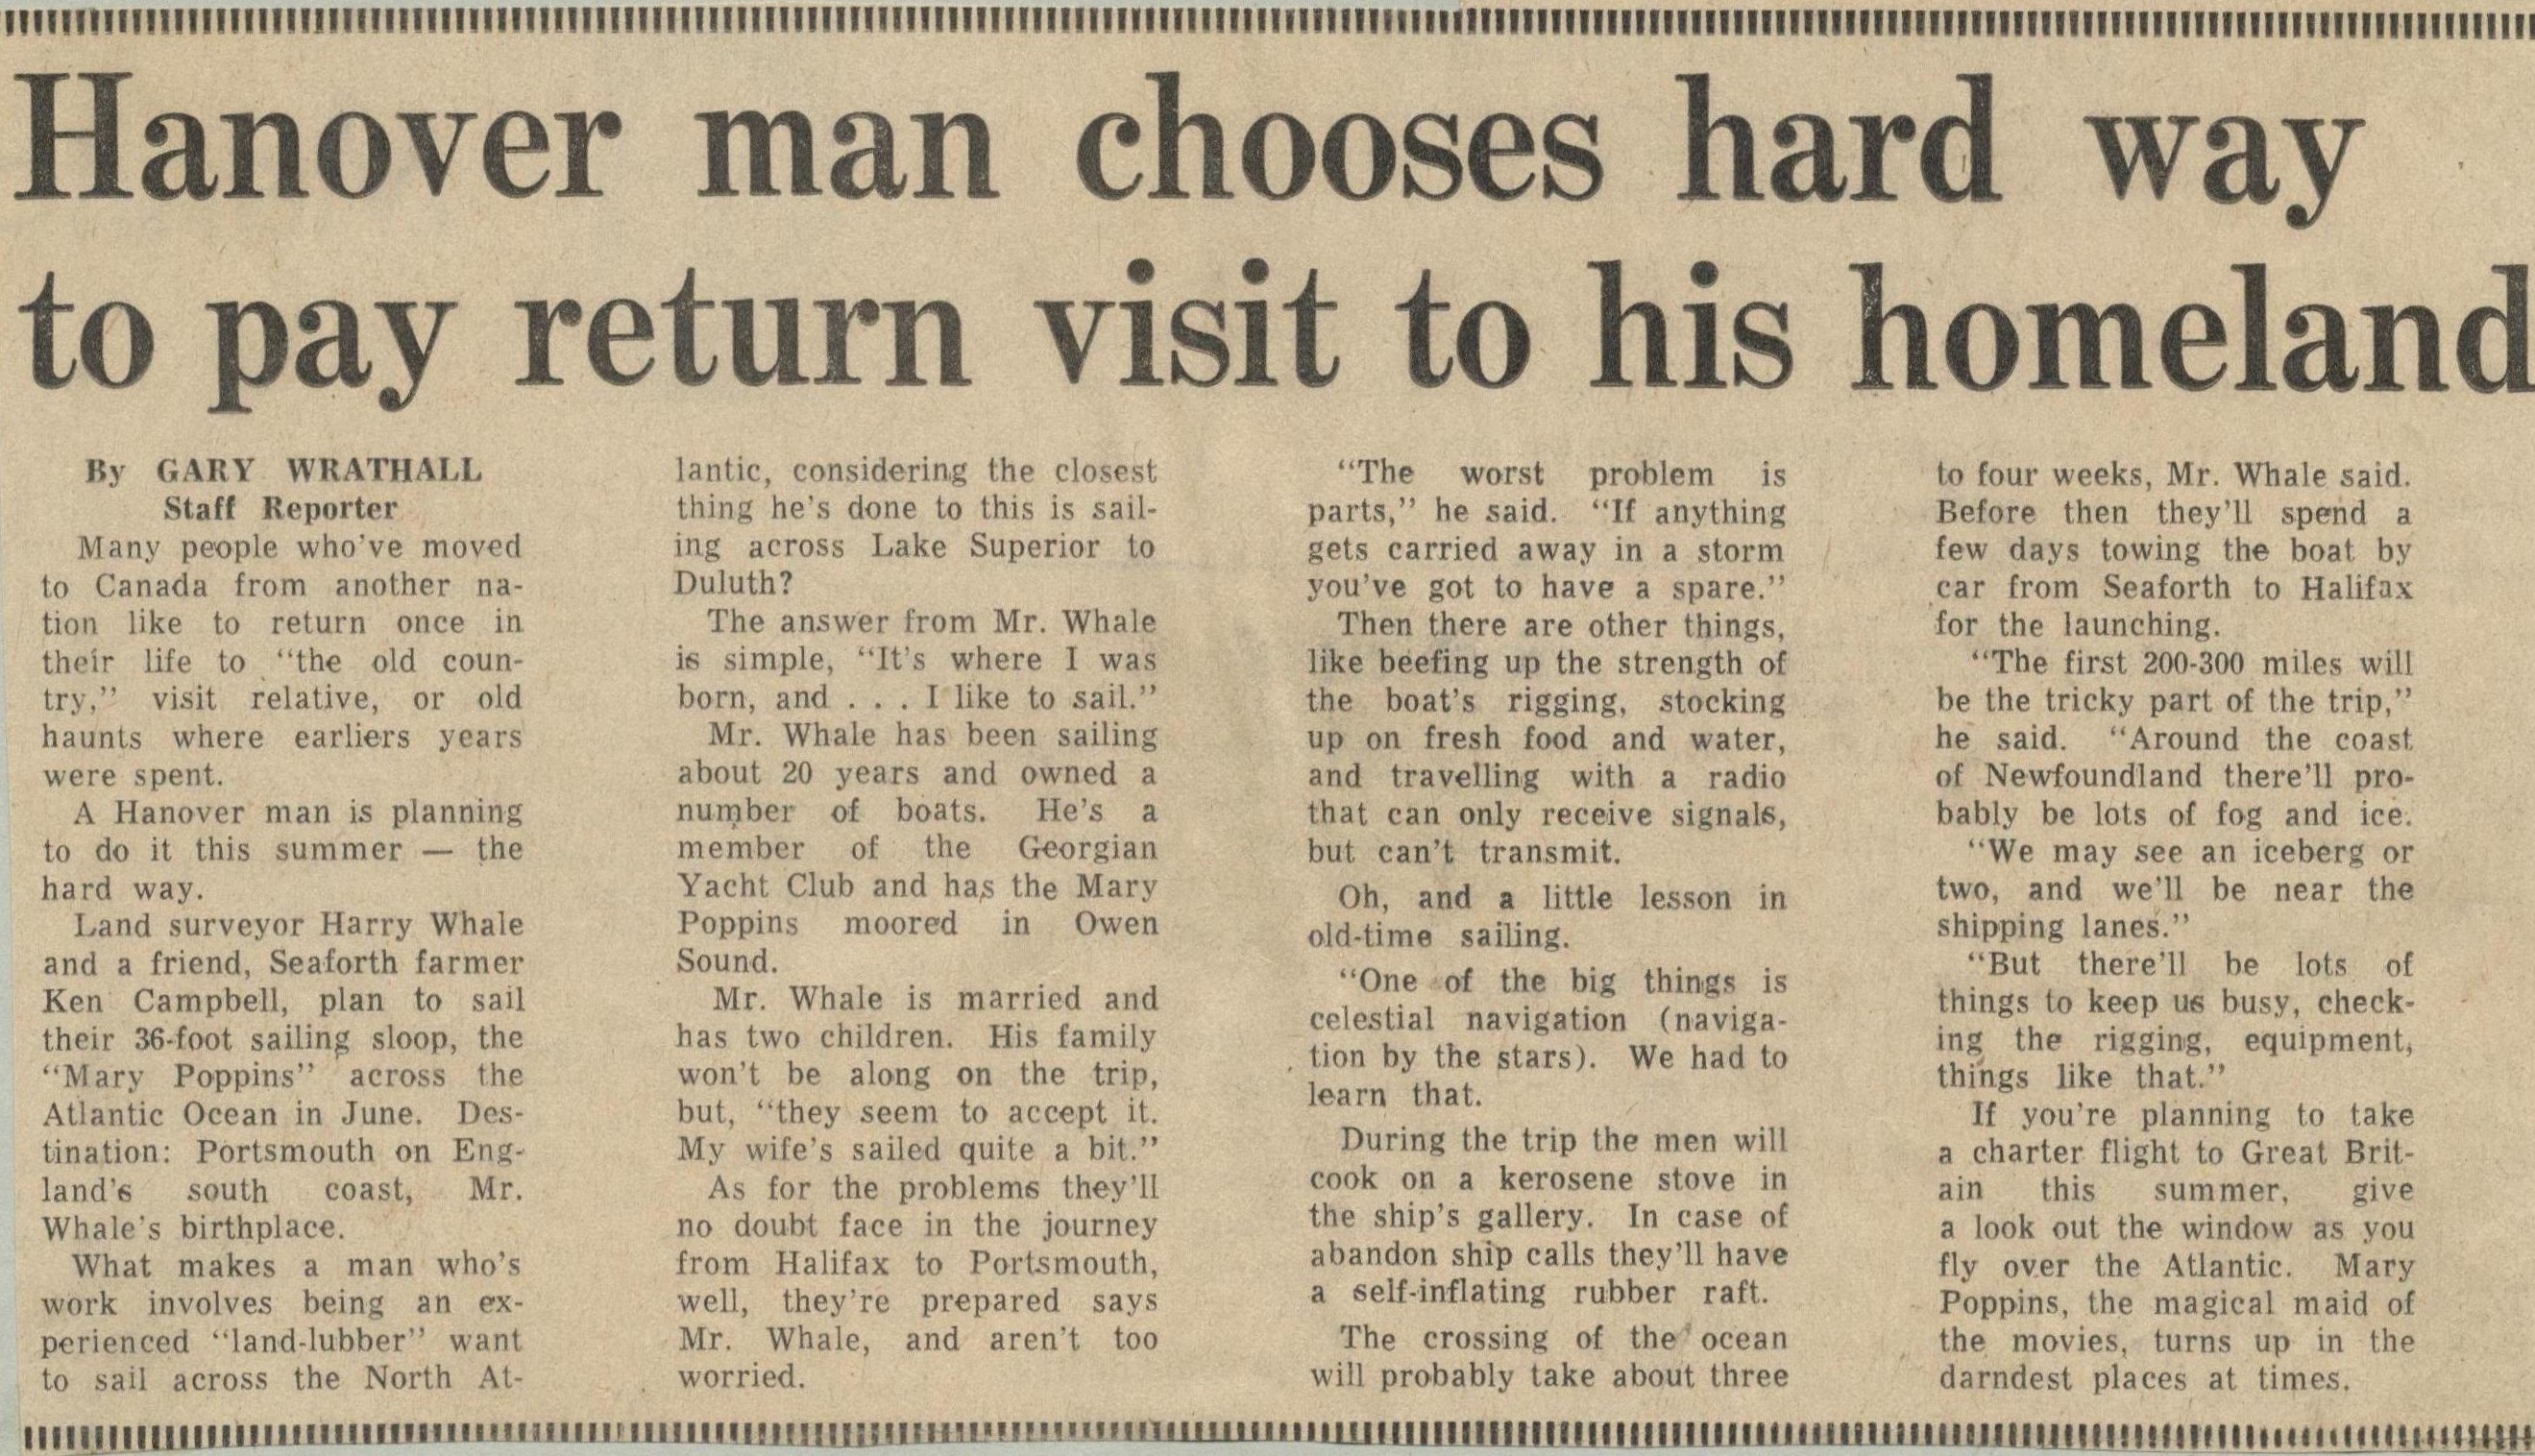 Hanover man chooses hard way
to pay return visit to his homeland
By GARY WRATHALL
Staff Reporter
Many people who've moved
to Canada from another na-
tion like to return once in
their life to "the old coun-
try," visit relative, or old
haunts where earliers years
were spent.
A Hanover man is planning
to do it this summer — the
hard way.
Land surveyor Harry Whale
and a friend, Seaforth farmer
Ken Campbell, plan to sail
their 36-foot sailing sloop, the
"Mary Poppins" across the
Atlantic Ocean in June. Des-
tination: Portsmouth on Eng-
land's south coast, Mr.
Whale's birthplace.
What makes a man who's
work involves being an ex-
perienced "land-lubber" want
to sail across the North At-
lantic, considering the closest
thing he's done to this is sail-
ing across Lake Superior to
Duluth?
The answer from Mr. Whale
is simple, "It's where I was
born, and . . . I like to sail."
Mr. Whale has been sailing
about 20 years and owned a
number of boats. He's a
member of the Georgian
Yacht Club and has the Mary
Poppins moored in Owen
Sound.
Mr. Whale is married and
has two children. His family
won't be along on the trip,
but, "they seem to accept it.
My wife's sailed quite a bit."
As for the problems they'll
no doubt face in the journey
from Halifax to Portsmouth,
well, they're prepared says
Mr. Whale, and aren't too
worried.
"The worst problem is
parts," he said. "If anything
gets carried away in a storm
you've got to have a spare."
Then there are other things,
like beefing up the strength of
the boat's rigging, stocking
up on fresh food and water,
and travelling with a radio
that can only receive signals,
but can't transmit.
Oh, and a little lesson in
old-time sailing.
"One of the big things is
celestial navigation (naviga-
tion by the stars). We had to
learn that.
During the trip the men will
cook on a kerosene stove in
the ship's gallery. In case of
abandon ship calls they'll have
a self-inflating rubber raft.
The crossing of the ocean
will probably take about three
to four weeks, Mr. Whale said.
Before then they'll spend a
few days towing the boat by
car from Seaforth to Halifax
for the launching.
"The first 200-300 miles will
be the tricky part of the trip,"
he said. "Around the coast
of Newfoundland there'll pro-
bably be lots of fog and ice.
"We may see an iceberg or
two, and we'll be near the
shipping lanes."
"But there'll be lots of
things to keep us busy, check-
ing the rigging, equipment,
things like that."
If you're planning to take
a charter flight to Great Brit-
ain this summer, give
a look out the window as you
fly over the Atlantic. Mary
Poppins, the magical maid of
the movies, turns up in the
darndest places at times.